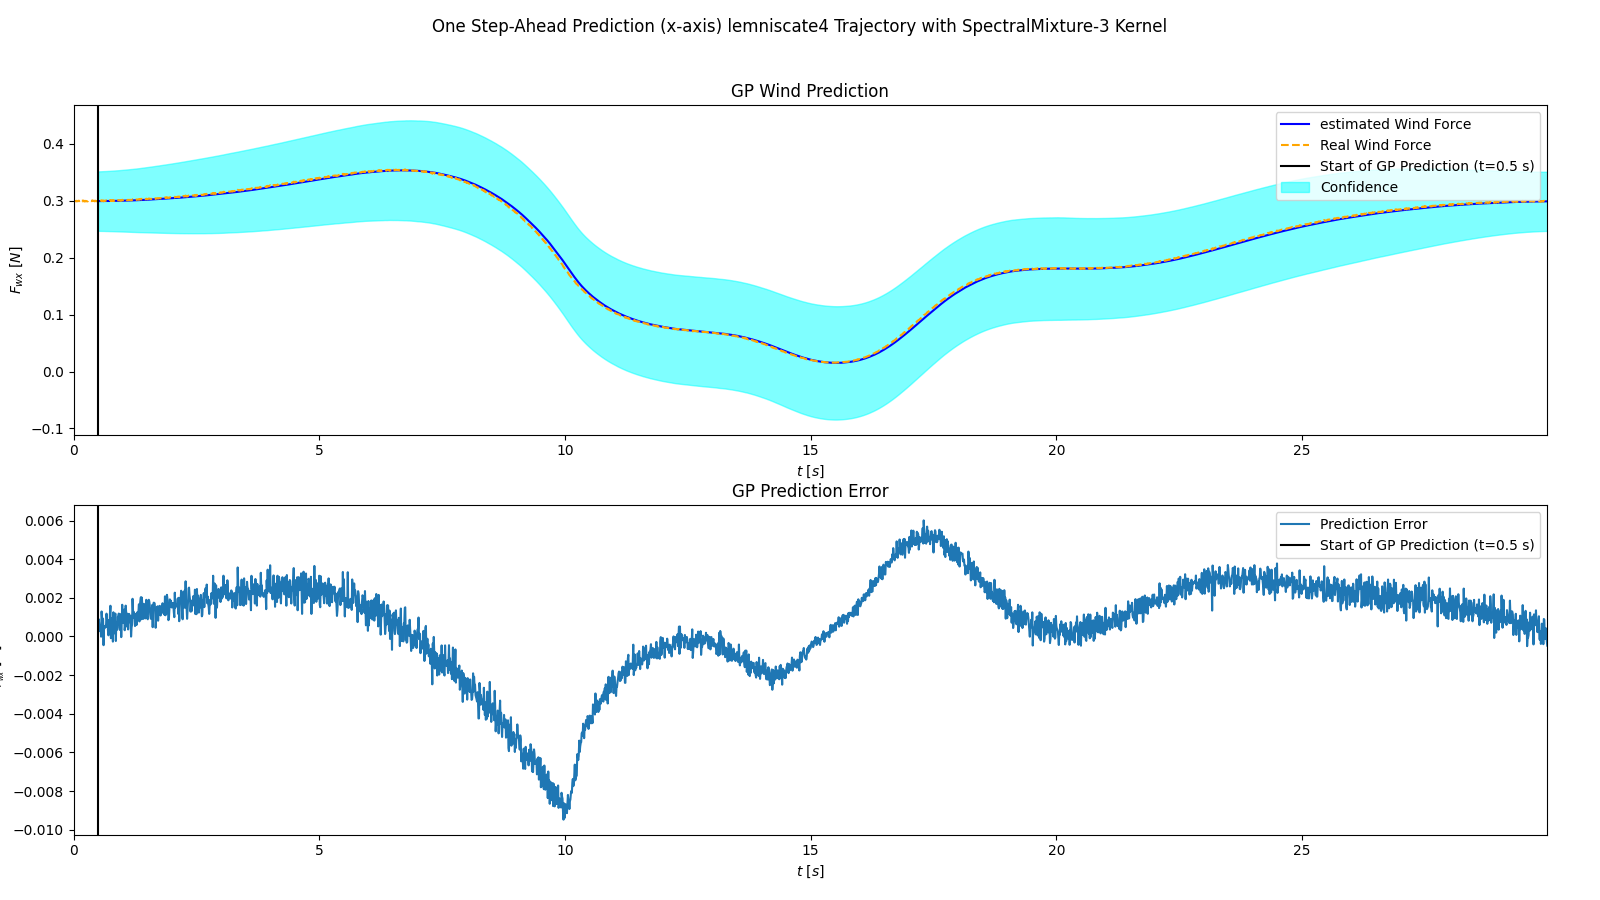 One Step-Ahead Prediction (x-axis) lemniscate4 Trajectory with SpectralMixture-3 Kernel
GP Wind Prediction
estimated Wind Force
Real Wind Force
Start of GP Prediction (t=0.5 s)
Confidence
F_wx [N]
0.4
0.3
0.2
0.1
0.0
−0.1
0 5 10 15 20 25
t [s]
GP Prediction Error
Prediction Error
Start of GP Prediction (t=0.5 s)
0.006
0.004
0.002
0.000
−0.002
−0.004
−0.006
−0.008
−0.010
0 5 10 15 20 25
t [s]